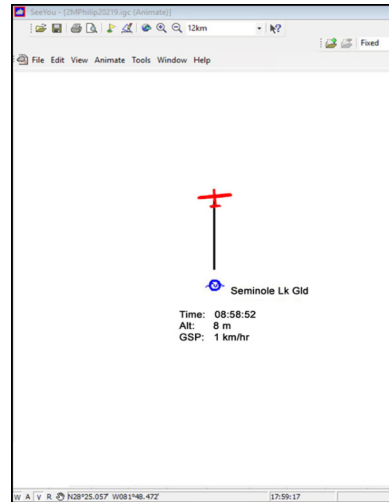 SeeYou - [ZMPhilip20219.igc (Animate)]
12km
Fixed
File Edit View Animate Tools Window Help
Seminole Lk Gld
Time: 08:58:52
Alt: 8 m
GSP: 1 km/hr
W A V R N28°25.057' W081°48.472' 17:59:17